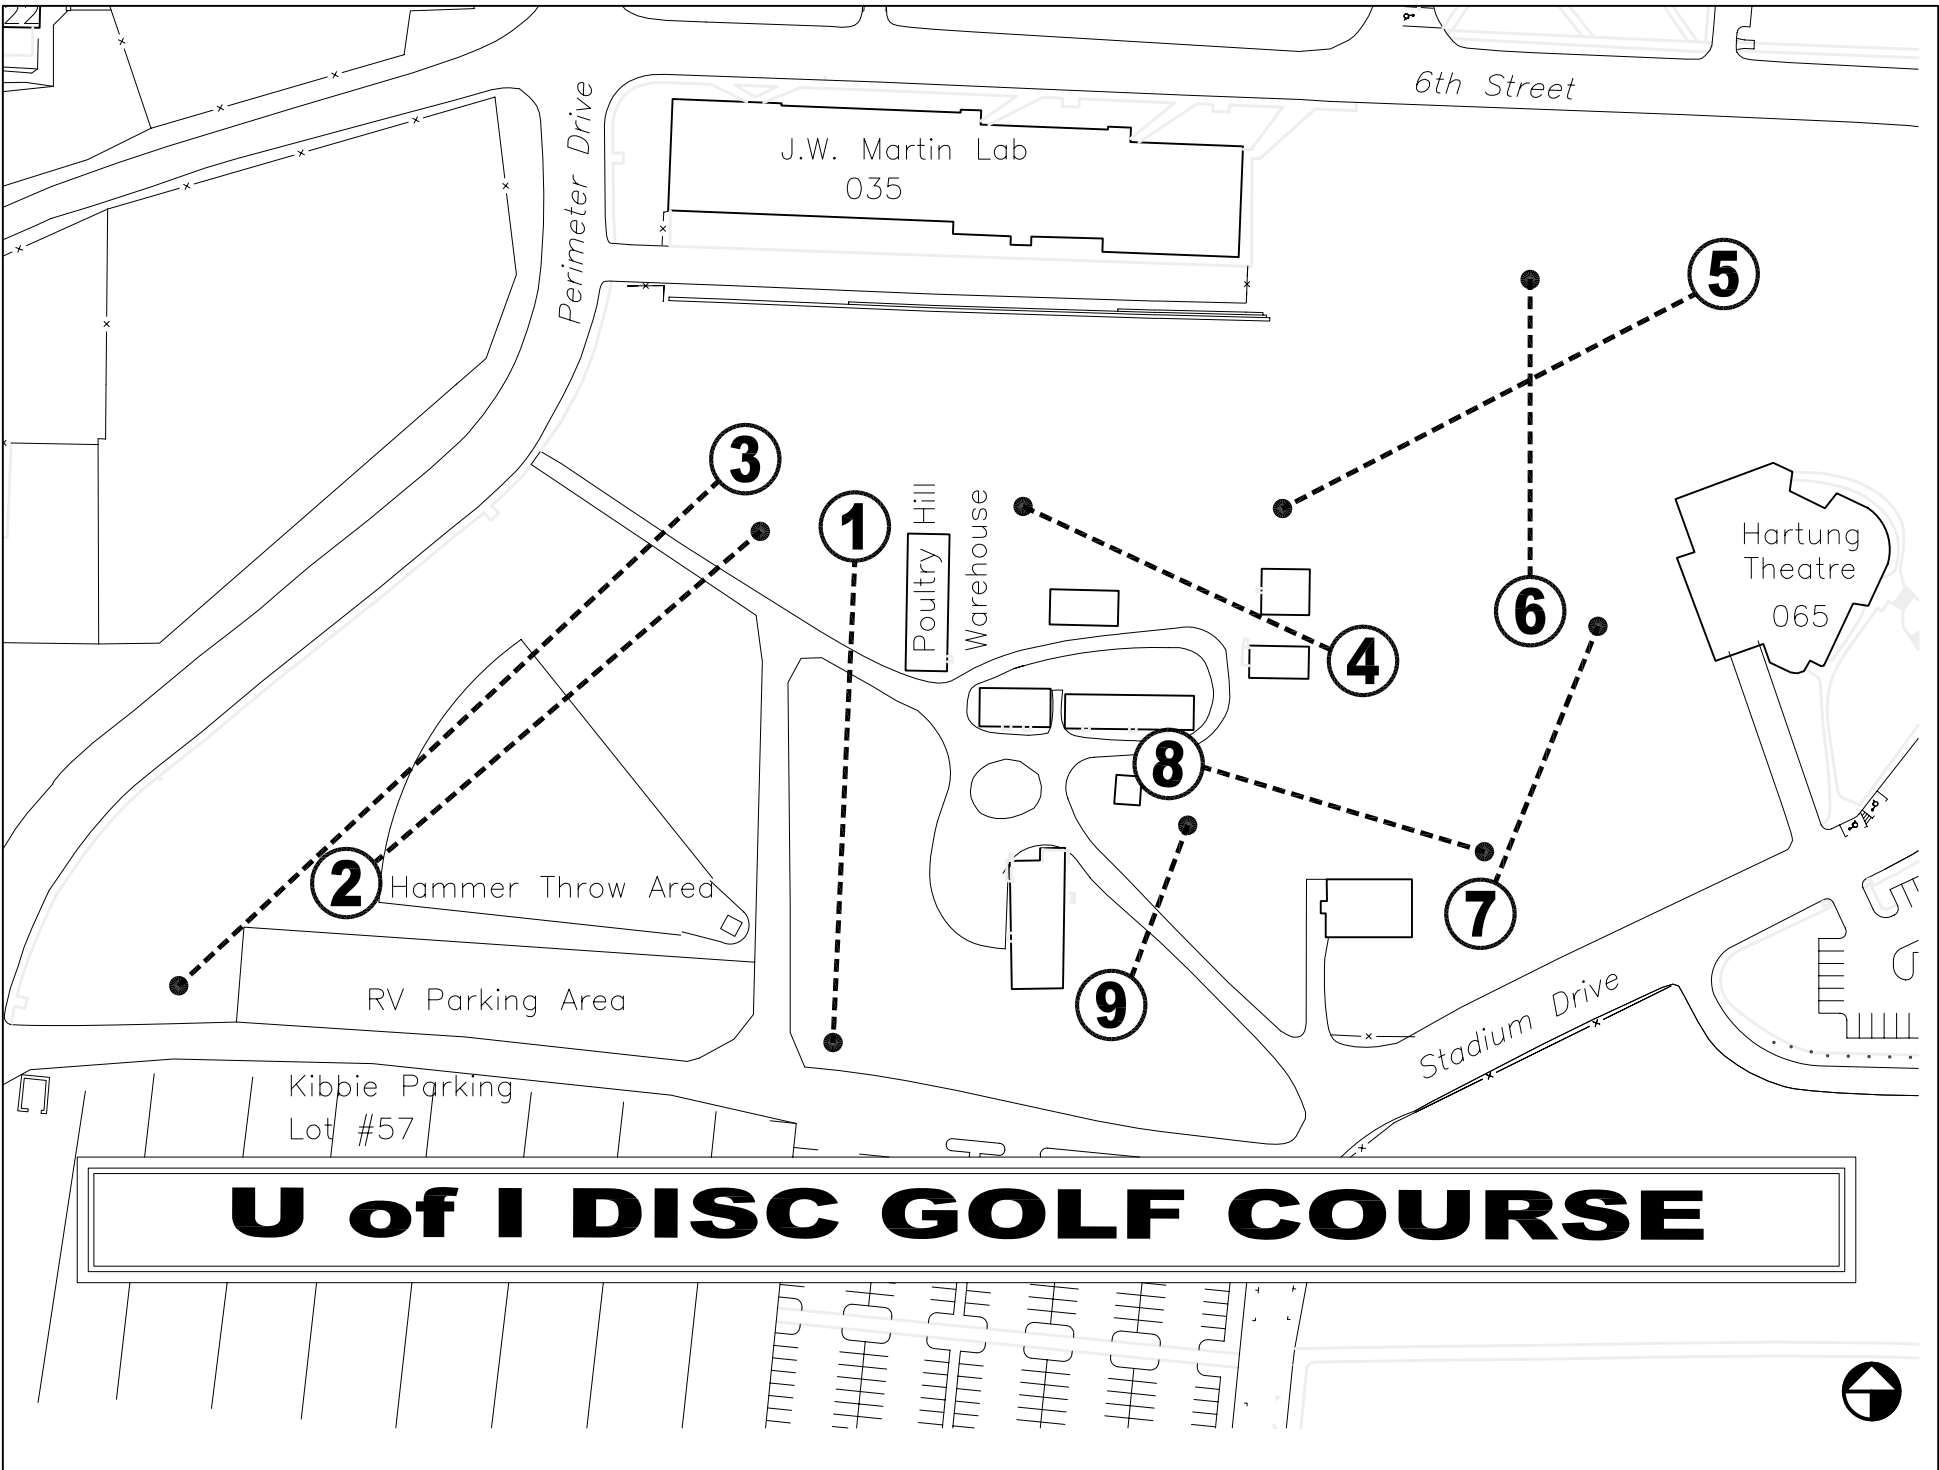 22
6th Street
Perimeter Drive
J.W. Martin Lab
035
5
3
1
Poultry Hill
Warehouse
Hartung
Theatre
065
6
4
8
2
Hammer Throw Area
7
9
RV Parking Area
Stadium Drive
Kibbie Parking
Lot #57
U of I DISC GOLF COURSE